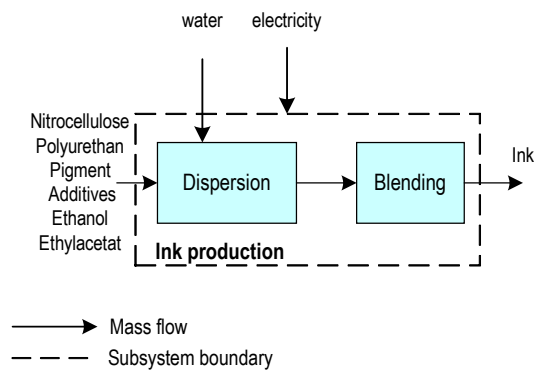 water electricity
Nitrocellulose
Polyurethan
Pigment
Additives
Ethanol
Ethylacetat
Dispersion
Blending
Ink
Ink production
Mass flow
Subsystem boundary